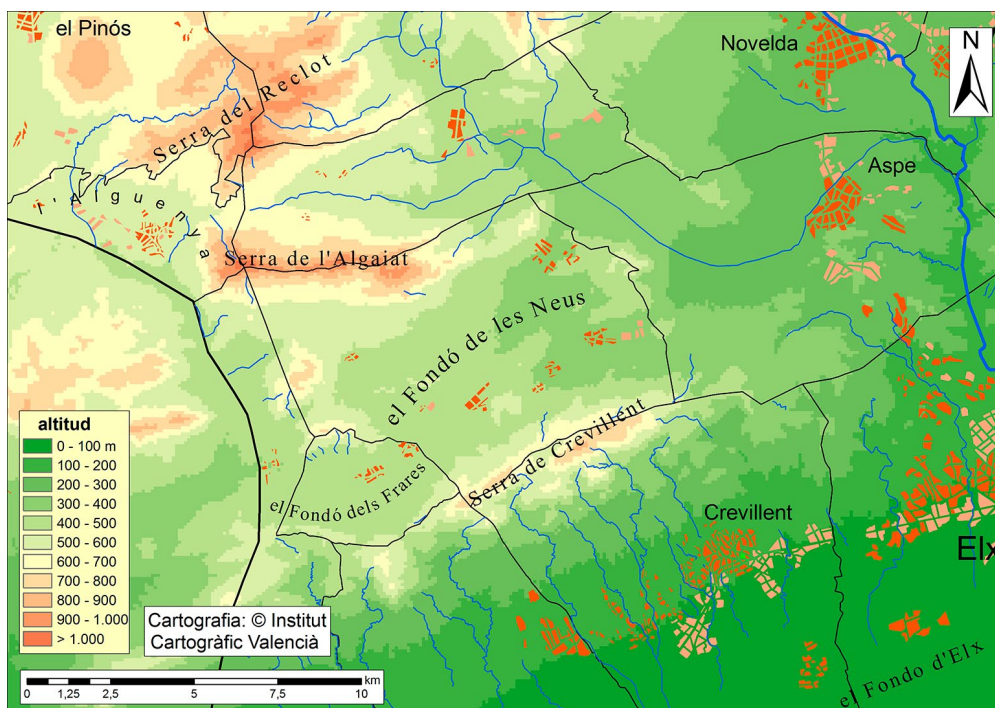 el Pinós
Novelda
N
Serra del Reclot
Aspe
l'Alguenya
Serra de l'Algaiat
el Fondó de les Neus
altitud
0 - 100 m
100 - 200
200 - 300
300 - 400
400 - 500
500 - 600
600 - 700
700 - 800
800 - 900
900 - 1.000
> 1.000
Serra de Crevillent
el Fondó dels Frares
Crevillent
Elx
Cartografia: © Institut
Cartogràfic Valencià
el Fondo d'Elx
km
0 1,25 2,5 5 7,5 10